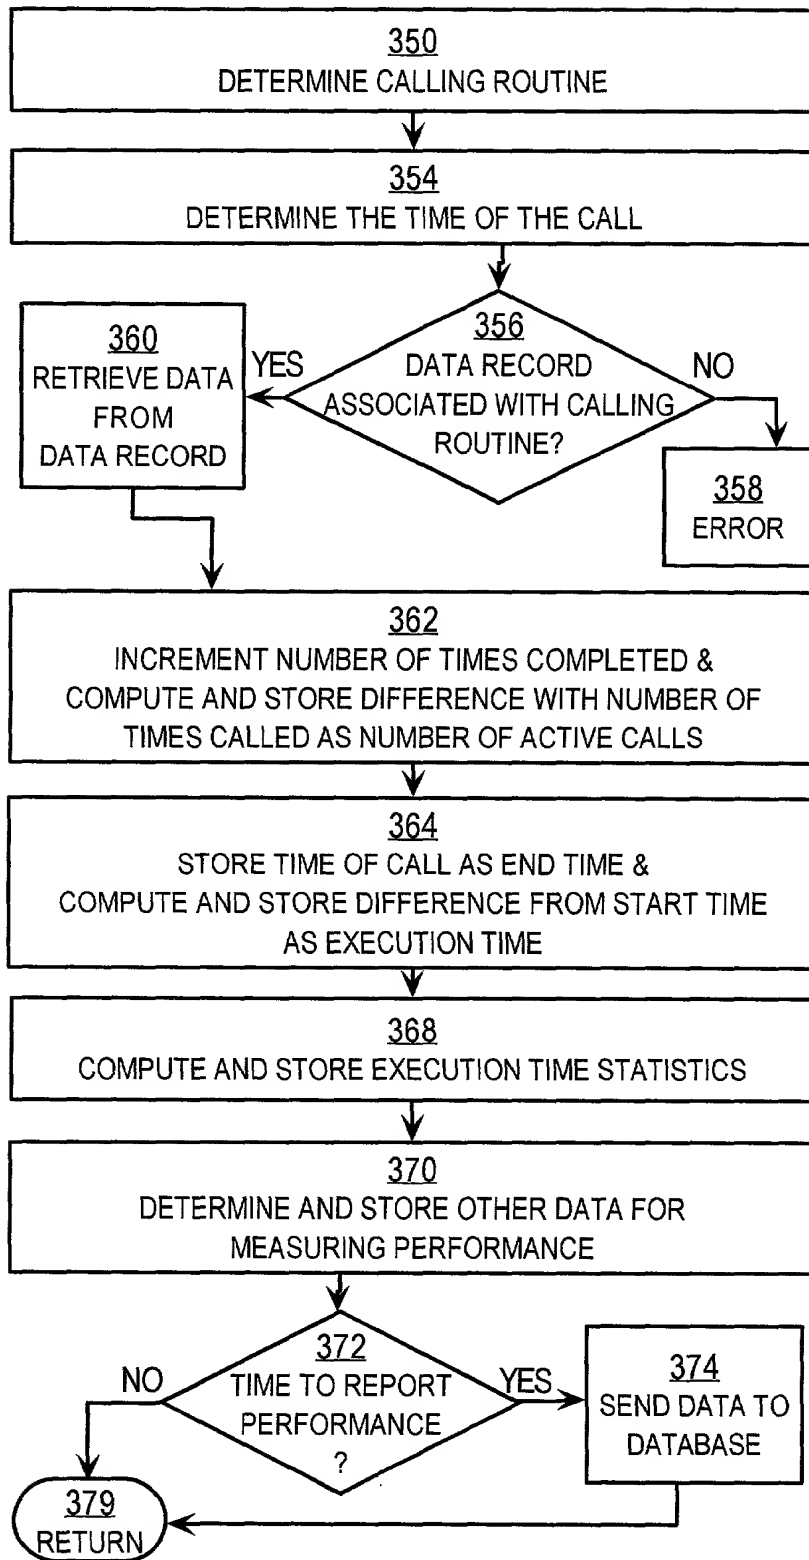 350
DETERMINE CALLING ROUTINE
354
DETERMINE THE TIME OF THE CALL
356
DATA RECORD
ASSOCIATED WITH CALLING
ROUTINE?
YES
NO
360
RETRIEVE DATA
FROM
DATA RECORD
358
ERROR
362
INCREMENT NUMBER OF TIMES COMPLETED &
COMPUTE AND STORE DIFFERENCE WITH NUMBER OF
TIMES CALLED AS NUMBER OF ACTIVE CALLS
364
STORE TIME OF CALL AS END TIME &
COMPUTE AND STORE DIFFERENCE FROM START TIME
AS EXECUTION TIME
368
COMPUTE AND STORE EXECUTION TIME STATISTICS
370
DETERMINE AND STORE OTHER DATA FOR
MEASURING PERFORMANCE
372
TIME TO REPORT
PERFORMANCE
?
NO
YES
374
SEND DATA TO
DATABASE
379
RETURN